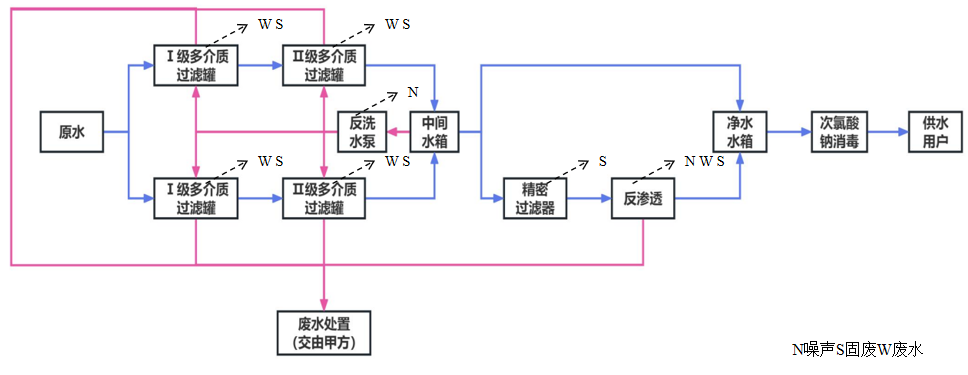 W S
W S
Ⅰ级多介质
过滤罐
Ⅱ级多介质
过滤罐
N
原水
反洗
水泵
中间
水箱
净水
水箱
次氯酸
钠消毒
供水
用户
W S
W S
S
N W S
Ⅰ级多介质
过滤罐
Ⅱ级多介质
过滤罐
精密
过滤器
反渗透
废水处置
（交由甲方）
N噪声S固废W废水